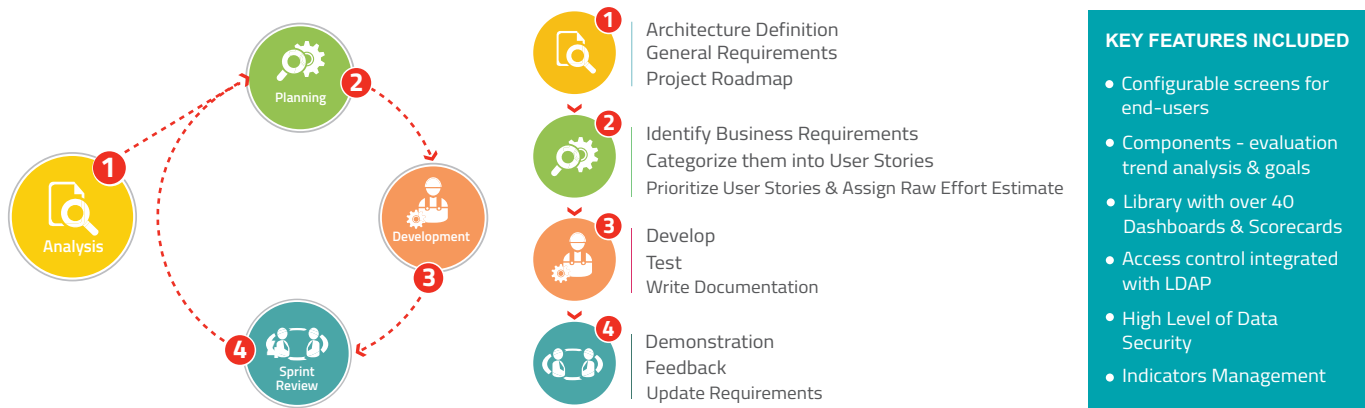 1
Analysis
Planning
2
Development
3
4
Sprint
Review
1
Architecture Definition
General Requirements
Project Roadmap
2
Identify Business Requirements
Categorize them into User Stories
Prioritize User Stories & Assign Raw Effort Estimate
3
Develop
Test
Write Documentation
4
Demonstration
Feedback
Update Requirements
KEY FEATURES INCLUDED
• Configurable screens for
end-users
• Components - evaluation
trend analysis & goals
• Library with over 40
Dashboards & Scorecards
• Access control integrated
with LDAP
• High Level of Data
Security
• Indicators Management